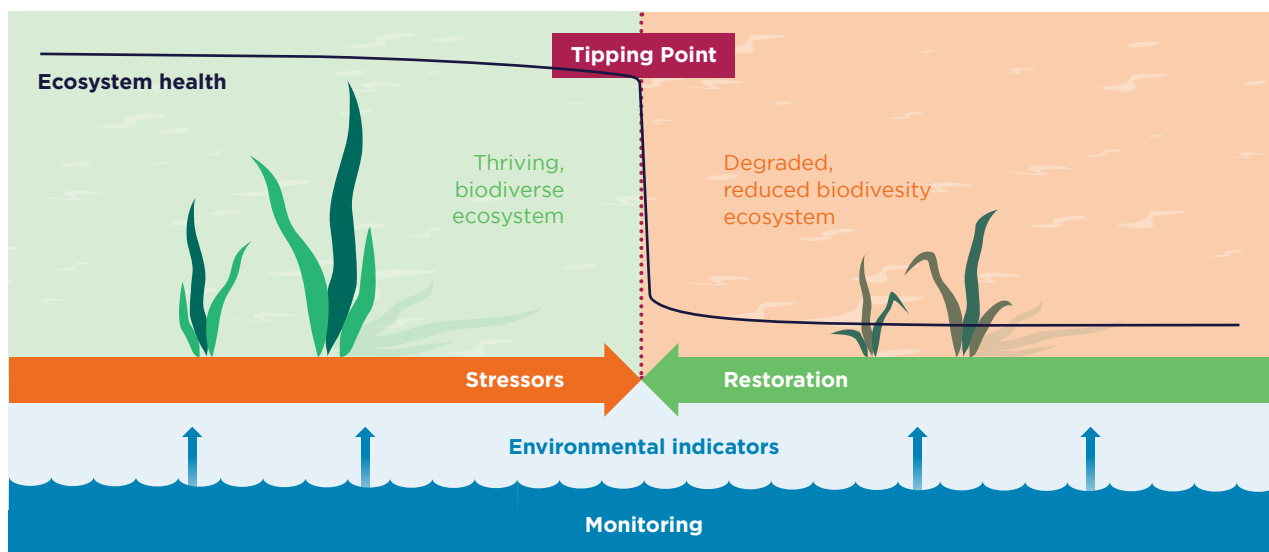 Tipping Point
Ecosystem health
Thriving,
biodiverse
ecosystem
Degraded,
reduced biodivesity
ecosystem
Stressors
Restoration
Environmental indicators
Monitoring